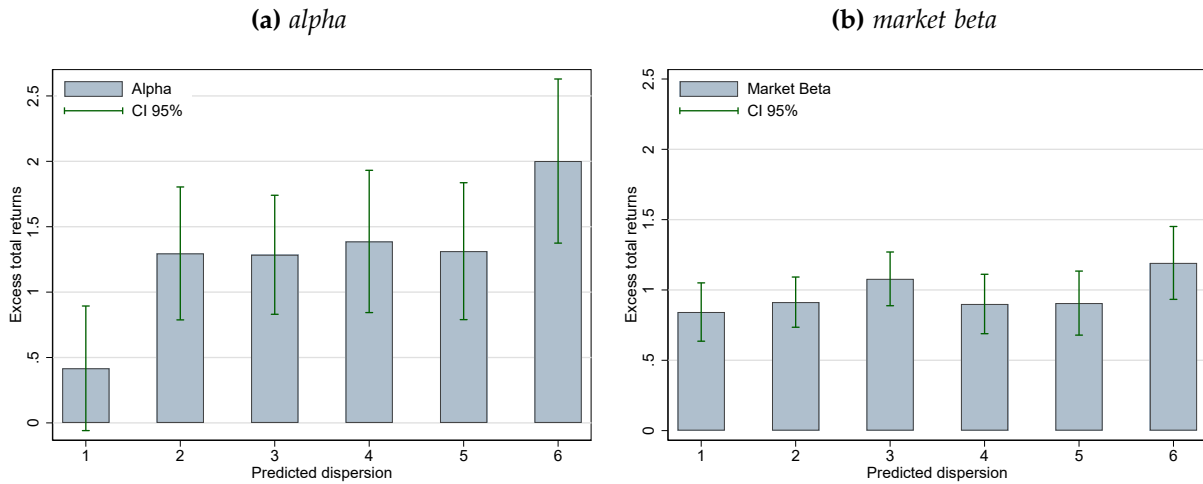 (a) alpha
Excess total returns
2.5
2
1.5
1
.5
0
Alpha
CI 95%
1 2 3 4 5 6
Predicted dispersion
(b) market beta
Excess total returns
2.5
2
1.5
1
.5
0
Market Beta
CI 95%
1 2 3 4 5 6
Predicted dispersion